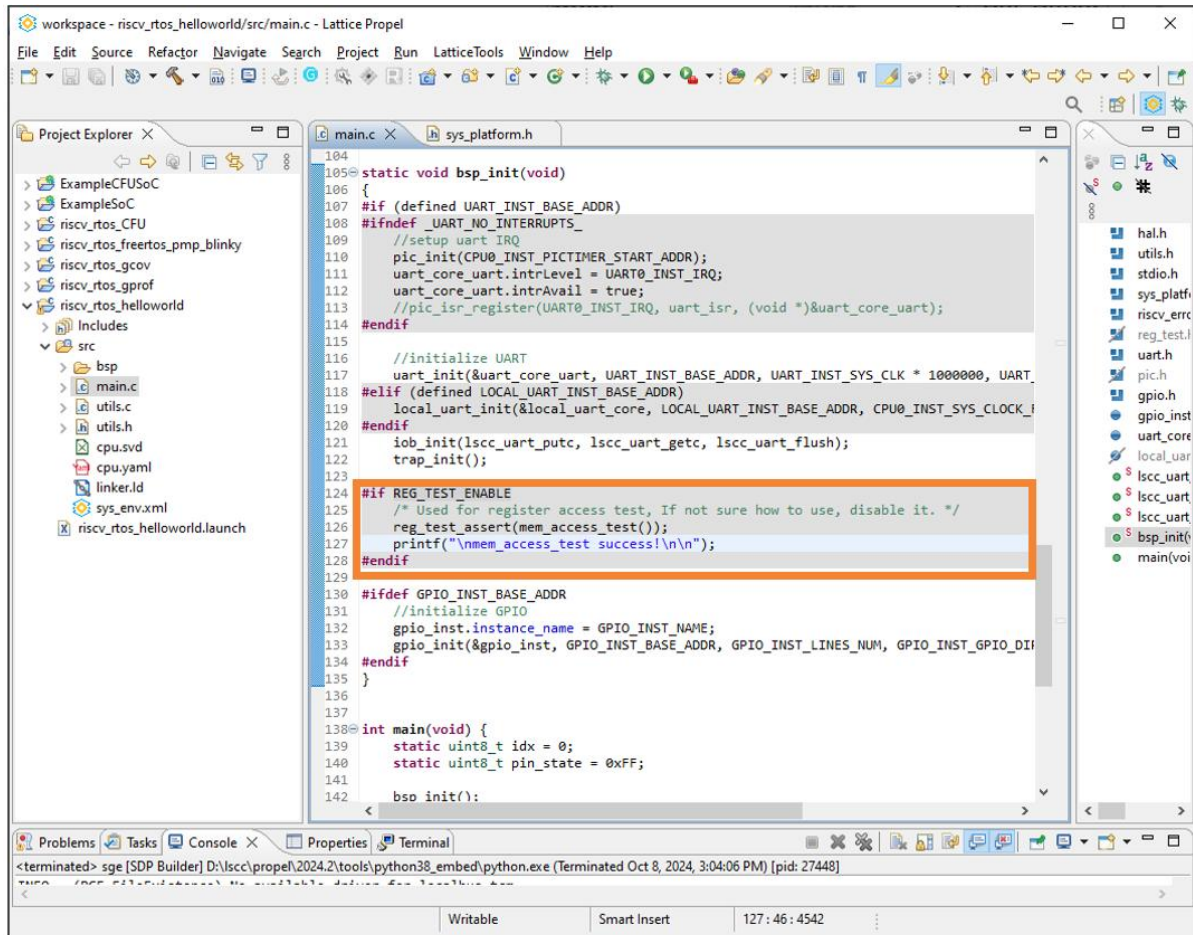 workspace - riscv_rtos_helloworld/src/main.c - Lattice Propel
File Edit Source Refactor Navigate Search Project Run LatticeTools Window Help
Project Explorer
main.c
sys_platform.h
ExampleCFUSoC
ExampleSoC
riscv_rtos_CFU
riscv_rtos_freertos_pmp_blinky
riscv_rtos_gcov
riscv_rtos_gprof
riscv_rtos_helloworld
Includes
src
bsp
main.c
utils.c
utils.h
cpu.svd
cpu.yaml
linker.ld
sys_env.xml
riscv_rtos_helloworld.launch
104
105 static void bsp_init(void)
106 {
107 #if (defined UART_INST_BASE_ADDR)
108 #ifndef _UART_NO_INTERRUPTS_
109 //setup uart IRQ
110 pic_init(CPU0_INST_PICTIMER_START_ADDR);
111 uart_core_uart.intrLevel = UART0_INST_IRQ;
112 uart_core_uart.intrAvail = true;
113 //pic_isr_register(UART0_INST_IRQ, uart_isr, (void *)&uart_core_uart);
114 #endif
115
116 //initialize UART
117 uart_init(&uart_core_uart, UART_INST_BASE_ADDR, UART_INST_SYS_CLK * 1000000, UART_
118 #elif (defined LOCAL_UART_INST_BASE_ADDR)
119 local_uart_init(&local_uart_core, LOCAL_UART_INST_BASE_ADDR, CPU0_INST_SYS_CLOCK_
120 #endif
121 iob_init(lscc_uart_putc, lscc_uart_getc, lscc_uart_flush);
122 trap_init();
123
124 #if REG_TEST_ENABLE
125 /* Used for register access test, If not sure how to use, disable it. */
126 reg_test_assert(mem_access_test());
127 printf("\nmem_access_test success!\n\n");
128 #endif
129
130 #ifdef GPIO_INST_BASE_ADDR
131 //initialize GPIO
132 gpio_inst.instance_name = GPIO_INST_NAME;
133 gpio_init(&gpio_inst, GPIO_INST_BASE_ADDR, GPIO_INST_LINES_NUM, GPIO_INST_GPIO_DI
134 #endif
135 }
136
137
138 int main(void) {
139 static uint8_t idx = 0;
140 static uint8_t pin_state = 0xFF;
141
142 bsp_init();
hal.h
utils.h
stdio.h
sys_platf
riscv_erro
reg_test.h
uart.h
pic.h
gpio.h
gpio_inst
uart_core
local_uar
lscc_uart_
lscc_uart_
lscc_uart_
bsp_init(
main(voi
Problems Tasks Console Properties Terminal
<terminated> sge [SDP Builder] D:\lscc\propel\2024.2\tools\python38_embed\python.exe (Terminated Oct 8, 2024, 3:04:06 PM) [pid: 27448]
Writable Smart Insert 127 : 46 : 4542